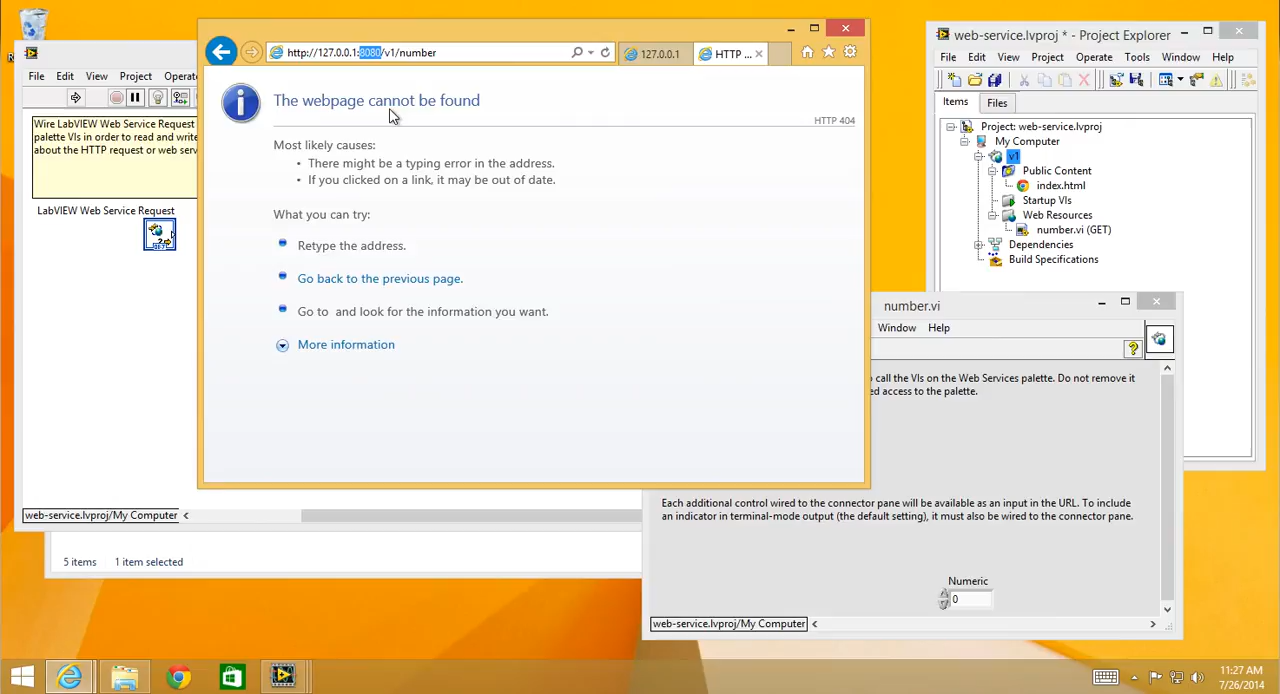 http://127.0.0.1:8080/v1/number
127.0.0.1
HTTP ...
The webpage cannot be found
HTTP 404
Most likely causes:
• There might be a typing error in the address.
• If you clicked on a link, it may be out of date.
What you can try:
Retype the address.
Go back to the previous page.
Go to and look for the information you want.
More information
File Edit View Project Operate
Wire LabVIEW Web Service Request
palette VIs in order to read and write
about the HTTP request or web serv
LabVIEW Web Service Request
web-service.lvproj/My Computer
5 items 1 item selected
web-service.lvproj * - Project Explorer
File Edit View Project Operate Tools Window Help
Items Files
Project: web-service.lvproj
My Computer
v1
Public Content
index.html
Startup VIs
Web Resources
number.vi (GET)
Dependencies
Build Specifications
number.vi
Window Help
call the VIs on the Web Services palette. Do not remove it
ed access to the palette.
Each additional control wired to the connector pane will be available as an input in the URL. To include
an indicator in terminal-mode output (the default setting), it must also be wired to the connector pane.
Numeric
0
web-service.lvproj/My Computer
11:27 AM
7/26/2014